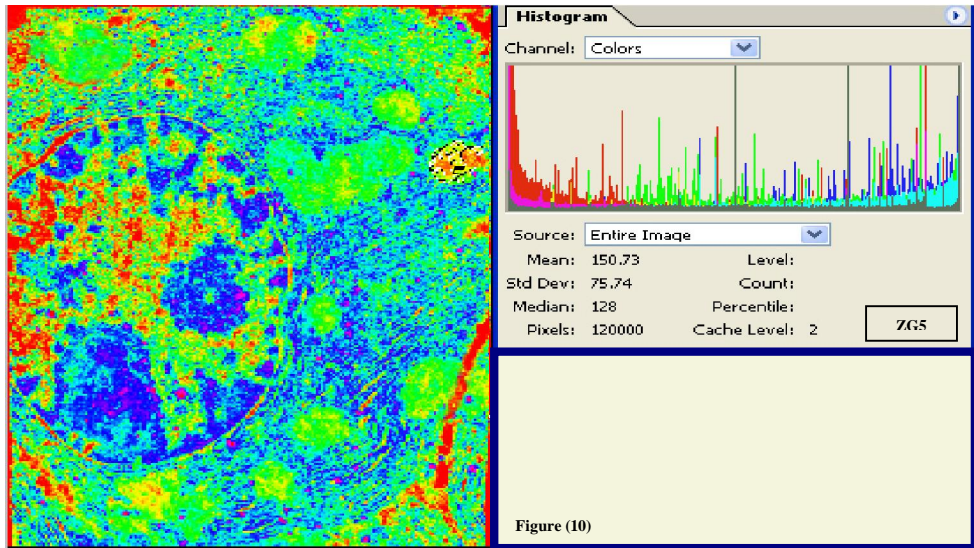 Histogram
Channel: Colors
Source: Entire Image
Mean: 150.73 Level:
Std Dev: 75.74 Count:
Median: 128 Percentile:
Pixels: 120000 Cache Level: 2
ZG5
Figure (10)